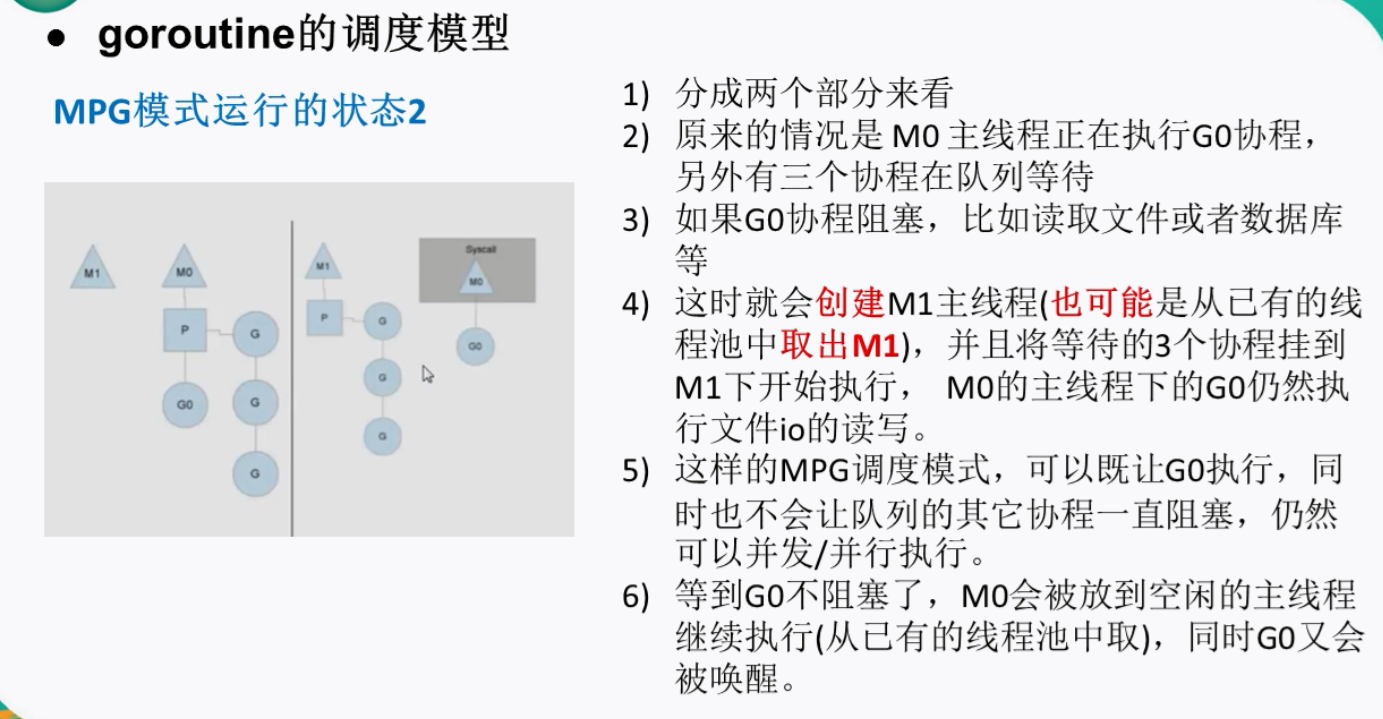 ● goroutine的调度模型
MPG模式运行的状态2
M1
M0
P
G
G0
G
G
M1
P
G
G
G
Syscall
M0
G0
1) 分成两个部分来看
2) 原来的情况是 M0 主线程正在执行G0协程，
另外有三个协程在队列等待
3) 如果G0协程阻塞，比如读取文件或者数据库
等
4) 这时就会创建M1主线程(也可能是从已有的线
程池中取出M1)，并且将等待的3个协程挂到
M1下开始执行， M0的主线程下的G0仍然执
行文件io的读写。
5) 这样的MPG调度模式，可以既让G0执行，同
时也不会让队列的其它协程一直阻塞，仍然
可以并发/并行执行。
6) 等到G0不阻塞了，M0会被放到空闲的主线程
继续执行(从已有的线程池中取)，同时G0又会
被唤醒。